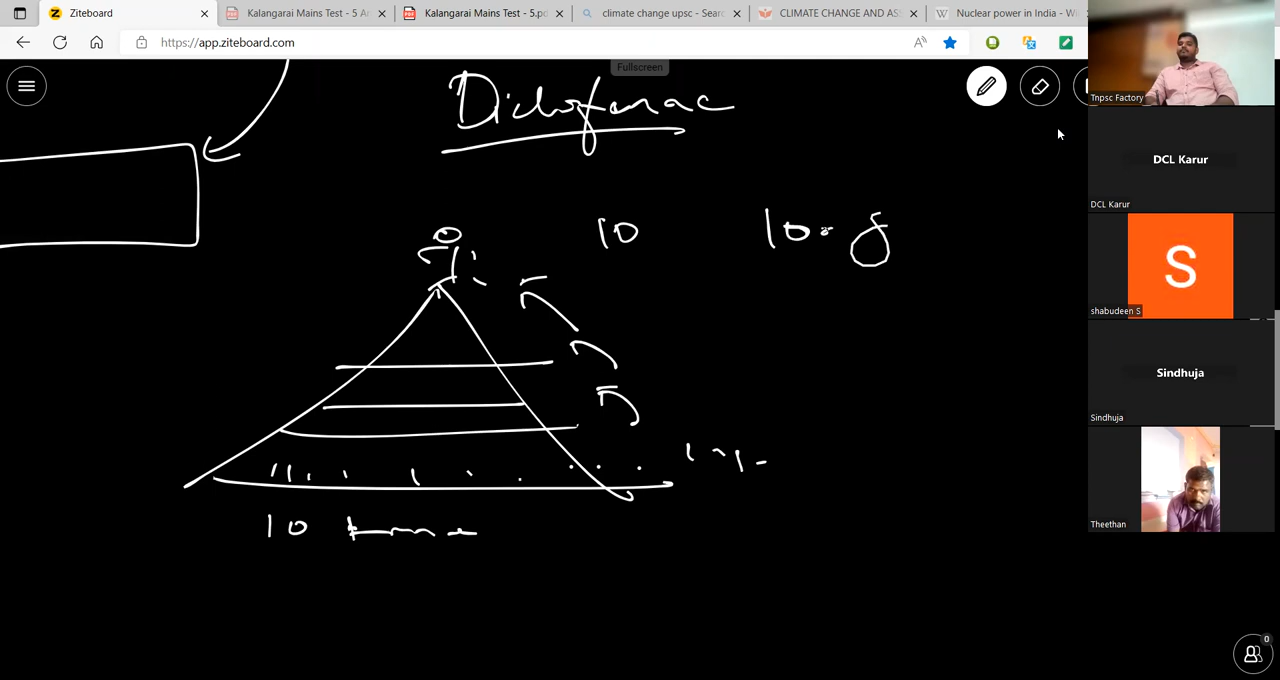 Ziteboard
Kalangarai Mains Test - 5 A
Kalangarai Mains Test - 5.p
climate change upsc - Sear
CLIMATE CHANGE AND AS
Nuclear power in India - W
https://app.ziteboard.com
Fullscreen
Diclofenac
10
10
10
Tnpsc Factory
DCL Karur
DCL Karur
S
shabudeen S
Sindhuja
Sindhuja
Theethan
0